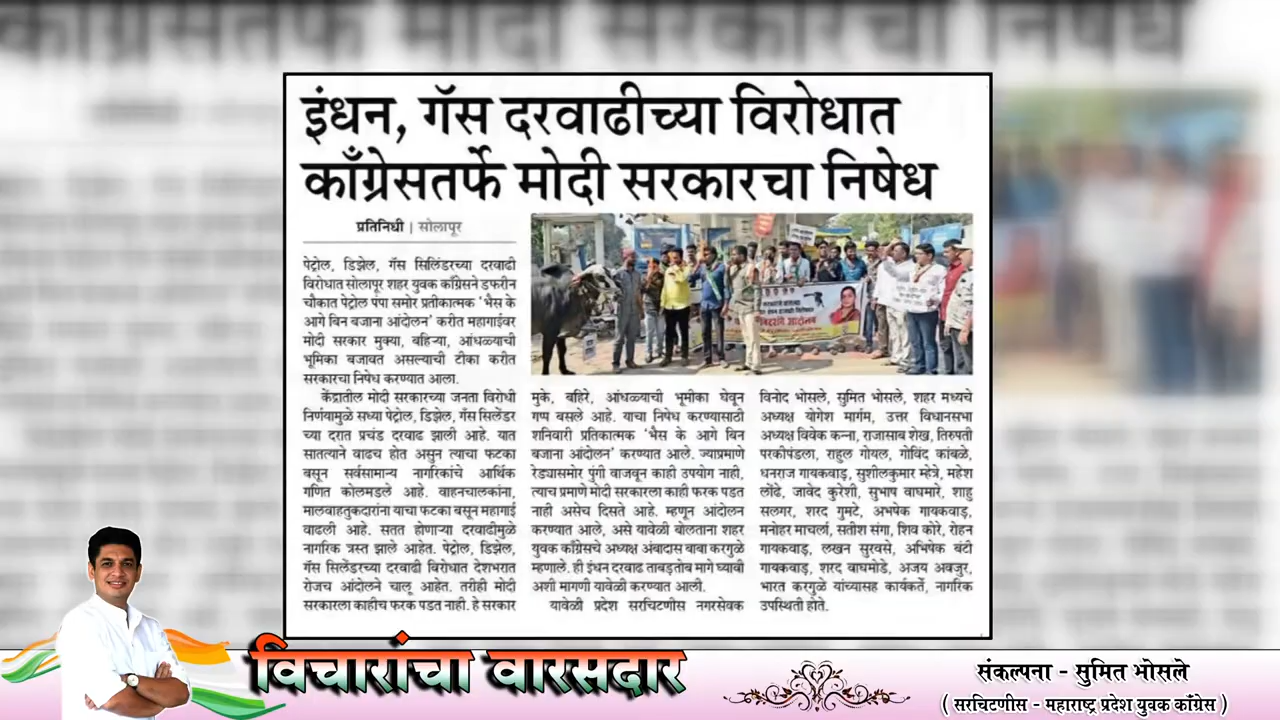 इंधन, गॅस दरवाढीच्या विरोधात
काँग्रेसतर्फे मोदी सरकारचा निषेध
प्रतिनिधी | सोलापूर
पेट्रोल, डिझेल, गॅस सिलिंडरच्या दरवाढी
विरोधात सोलापूर शहर युवक काँग्रेसने डफरीन
चौकात पेट्रोल पंपा समोर प्रतीकात्मक 'भैस के
आगे बिन बजाना आंदोलन' करीत महागाईवर
मोदी सरकार मुक्या, बहिऱ्या, आंधळ्याची
भूमिका बजावत असल्याची टीका करीत
सरकारचा निषेध करण्यात आला.
केंद्रातील मोदी सरकारच्या जनता विरोधी
निर्णयामुळे सध्या पेट्रोल, डिझेल, गॅस सिलेंडर
च्या दरात प्रचंड दरवाढ झाली आहे. यात
सातत्याने वाढच होत असुन त्याचा फटका
बसून सर्वसामान्य नागरिकांचे आर्थिक
गणित कोलमडले आहे. वाहनचालकांना,
मालवाहतुकदारांना याचा फटका बसून महागाई
वाढली आहे. सतत होणाऱ्या दरवाढीमुळे
नागरिक त्रस्त झाले आहेत. पेट्रोल, डिझेल,
गॅस सिलेंडरच्या दरवाढी विरोधात देशभरात
रोजच आंदोलने चालू आहेत. तरीही मोदी
सरकारला काहीच फरक पडत नाही. हे सरकार
मुके, बहिरे, आंधळ्याची भूमीका घेवून
गप्प बसले आहे. याचा निषेध करण्यासाठी
शनिवारी प्रतिकात्मक 'भैस के आगे बिन
बजाना आंदोलन' करण्यात आले. ज्याप्रमाणे
रेड्यासमोर पुंगी वाजवून काही उपयोग नाही,
त्याच प्रमाणे मोदी सरकारला काही फरक पडत
नाही असेच दिसते आहे. म्हणून आंदोलन
करण्यात आले, असे यावेळी बोलताना शहर
युवक काँग्रेसचे अध्यक्ष अंबादास बाबा करगुळे
म्हणाले. ही इंधन दरवाढ ताबड़तोब मागे घ्यावी
अशी मागणी यावेळी करण्यात आली.
यावेळी प्रदेश सरचिटणीस नगरसेवक
विनोद भोसले, सुमित भोसले, शहर मध्यचे
अध्यक्ष योगेश मार्गम, उत्तर विधानसभा
अध्यक्ष विवेक कन्ना, राजासाब शेख, तिरुपती
परकीपंडला, राहुल गोयल, गोविंद कांबळे,
धनराज गायकवाड़, सुशीलकुमार म्हेत्रे, महेश
लोंढे, जावेद कुरेशी, सुभाष वाघमारे, शाहु
सलगर, शरद गुमटे, अभषेक गायकवाड़,
मनोहर माचर्ला, सतीश संगा, शिव कोरे, रोहन
गायकवाड, लखन सुरवसे, अभिषेक बंटी
गायकवाड, शरद वाघमोडे, अजय अवजुर,
भारत करगुळे यांच्यासह कार्यकर्ते, नागरिक
उपस्थिती होते.
विचारांचा वारसदार
संकल्पना - सुमित भोसले
( सरचिटणीस - महाराष्ट्र प्रदेश युवक काँग्रेस )